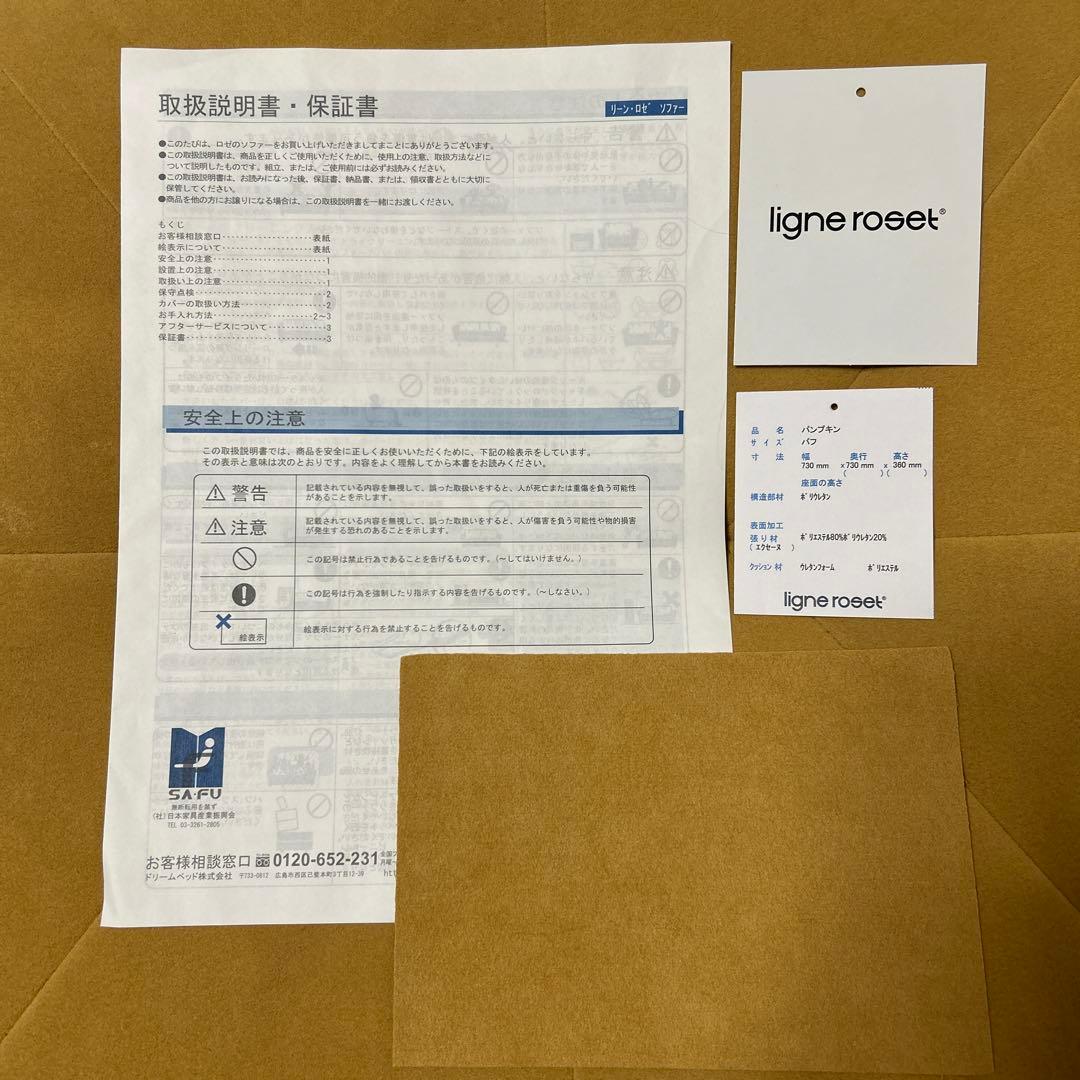 取扱説明書・保証書
リーン・ロゼ ソファー
●このたびは、ロゼのソファーをお買い上げいただきましてまことにありがとうございます。
●この取扱説明書は、商品を正しくご使用いただくために、使用上の注意、取扱方法などに
ついて説明したものです。組立、または、ご使用前には必ずお読みください。
●この取扱説明書は、お読みになった後、保証書、納品書、または、領収書とともに大切に
保管してください。
●商品を他の方にお譲りになる場合は、この取扱説明書を一緒にお渡しください。
もくじ
お客様相談窓口‥‥‥‥‥‥‥‥‥表紙
絵表示について‥‥‥‥‥‥‥‥‥表紙
安全上の注意‥‥‥‥‥‥‥‥‥‥‥1
設置上の注意‥‥‥‥‥‥‥‥‥‥‥1
取扱い上の注意‥‥‥‥‥‥‥‥‥‥1
保守点検‥‥‥‥‥‥‥‥‥‥‥‥‥2
カバーの取扱い方法‥‥‥‥‥‥‥‥2
お手入れ方法‥‥‥‥‥‥‥‥‥2～3
アフターサービスについて‥‥‥‥‥3
保証書‥‥‥‥‥‥‥‥‥‥‥‥‥‥3
安全上の注意
この取扱説明書では、商品を安全に正しくお使いいただくために、下記の絵表示をしています。
その表示と意味は次のとおりです。内容をよく理解してから本書をお読みください。
⚠警告
記載されている内容を無視して、誤った取扱いをすると、人が死亡または重傷を負う可能性
があることを示します。
⚠注意
記載されている内容を無視して、誤った取扱いをすると、人が傷害を負う可能性や物的損害
が発生する恐れのあることを示します。
この記号は禁止行為であることを告げるものです。(～してはいけません。)
この記号は行為を強制したり指示する内容を告げるものです。(～しなさい。)
絵表示
絵表示に対する行為を禁止することを告げるものです。
SA・FU
無断転用を禁ず
(社)日本家具産業振興会
TEL 03-3261-2805
お客様相談窓口 0120-652-231
ドリームベッド株式会社 〒733-0812 広島市西区己斐本町3丁目12-39
ligne roset®
品名 パンプキン
サイズ パフ
寸法 幅 奥行 高さ
730 mm x 730 mm x 360 mm
( )( )
座面の高さ
構造部材 ポリウレタン
表面加工
張り材 ポリエステル80%ポリウレタン20%
(エクセーヌ )
クッション材 ウレタンフォーム ポリエステル
ligne roset®